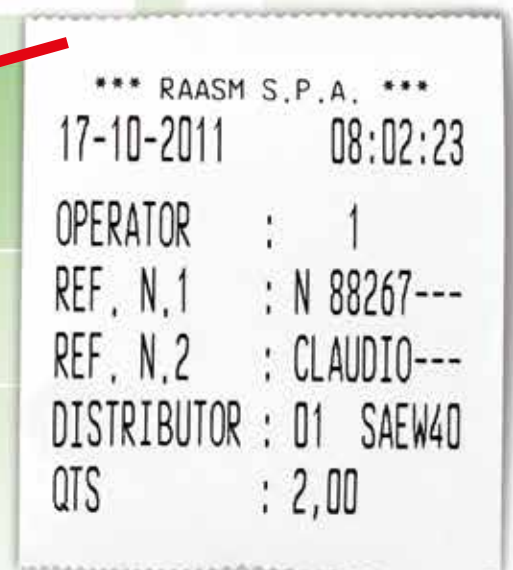 *** RAASM S.P.A. ***
17-10-2011 08:02:23
OPERATOR : 1
REF. N.1 : N 88267---
REF. N.2 : CLAUDIO---
DISTRIBUTOR : 01 SAEW40
QTS : 2,00